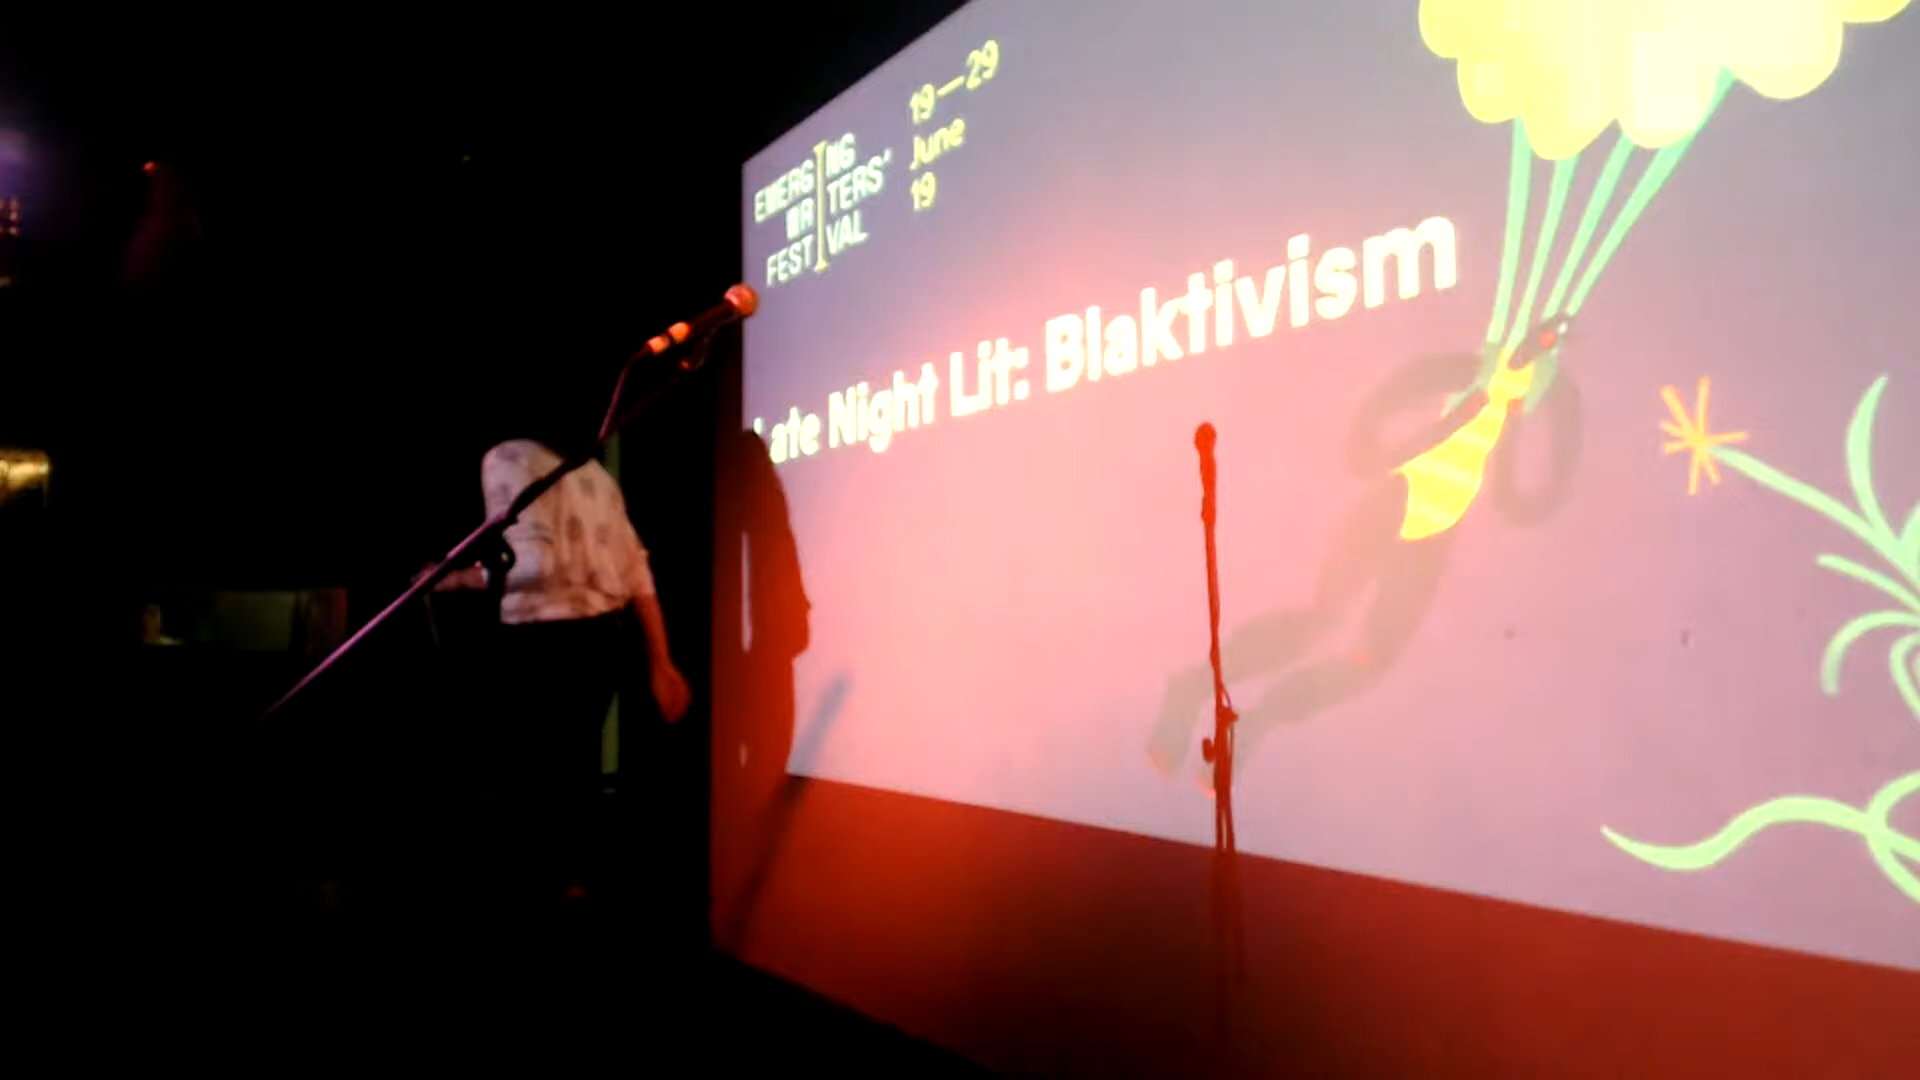 EMERGING
WRITERS'
FESTIVAL
19—29
June
19
Late Night Lit: Blaktivism